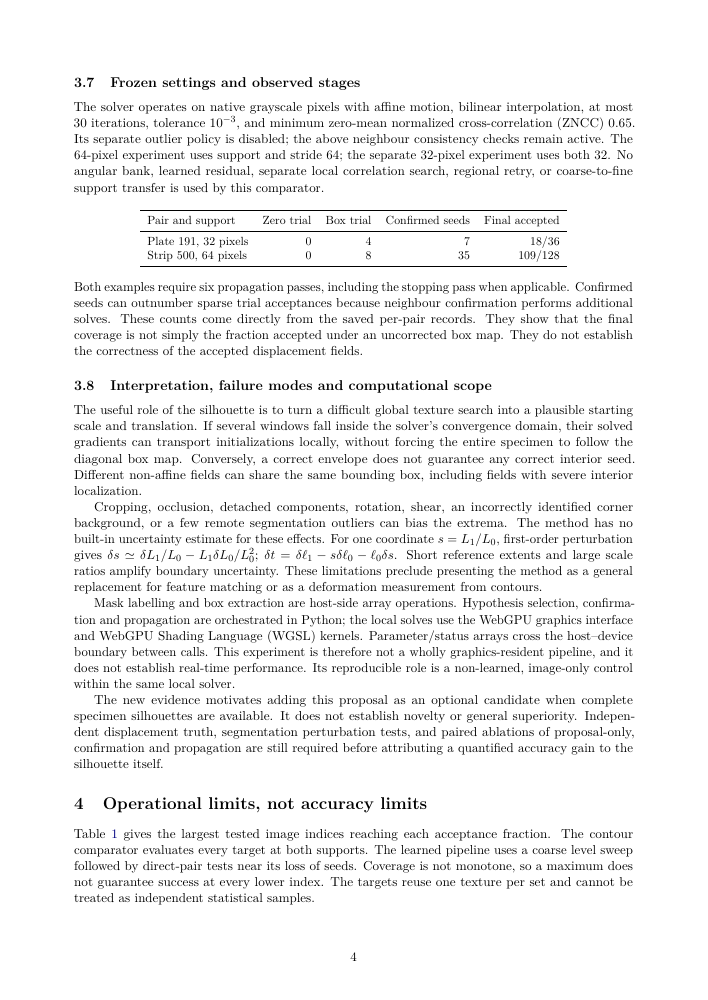 3.7 Frozen settings and observed stages
The solver operates on native grayscale pixels with affine motion, bilinear interpolation, at most
30 iterations, tolerance 10⁻³, and minimum zero-mean normalized cross-correlation (ZNCC) 0.65.
Its separate outlier policy is disabled; the above neighbour consistency checks remain active. The
64-pixel experiment uses support and stride 64; the separate 32-pixel experiment uses both 32. No
angular bank, learned residual, separate local correlation search, regional retry, or coarse-to-fine
support transfer is used by this comparator.
Pair and support Zero trial Box trial Confirmed seeds Final accepted
Plate 191, 32 pixels 0 4 7 18/36
Strip 500, 64 pixels 0 8 35 109/128
Both examples require six propagation passes, including the stopping pass when applicable. Confirmed
seeds can outnumber sparse trial acceptances because neighbour confirmation performs additional
solves. These counts come directly from the saved per-pair records. They show that the final
coverage is not simply the fraction accepted under an uncorrected box map. They do not establish
the correctness of the accepted displacement fields.
3.8 Interpretation, failure modes and computational scope
The useful role of the silhouette is to turn a difficult global texture search into a plausible starting
scale and translation. If several windows fall inside the solver's convergence domain, their solved
gradients can transport initializations locally, without forcing the entire specimen to follow the
diagonal box map. Conversely, a correct envelope does not guarantee any correct interior seed.
Different non-affine fields can share the same bounding box, including fields with severe interior
localization.
Cropping, occlusion, detached components, rotation, shear, an incorrectly identified corner
background, or a few remote segmentation outliers can bias the extrema. The method has no
built-in uncertainty estimate for these effects. For one coordinate s = L₁/L₀, first-order perturbation
gives δs ≃ δL₁/L₀ − L₁δL₀/L₀²; δt = δℓ₁ − sδℓ₀ − ℓ₀δs. Short reference extents and large scale
ratios amplify boundary uncertainty. These limitations preclude presenting the method as a general
replacement for feature matching or as a deformation measurement from contours.
Mask labelling and box extraction are host-side array operations. Hypothesis selection, confirma-
tion and propagation are orchestrated in Python; the local solves use the WebGPU graphics interface
and WebGPU Shading Language (WGSL) kernels. Parameter/status arrays cross the host–device
boundary between calls. This experiment is therefore not a wholly graphics-resident pipeline, and it
does not establish real-time performance. Its reproducible role is a non-learned, image-only control
within the same local solver.
The new evidence motivates adding this proposal as an optional candidate when complete
specimen silhouettes are available. It does not establish novelty or general superiority. Indepen-
dent displacement truth, segmentation perturbation tests, and paired ablations of proposal-only,
confirmation and propagation are still required before attributing a quantified accuracy gain to the
silhouette itself.
4 Operational limits, not accuracy limits
Table 1 gives the largest tested image indices reaching each acceptance fraction. The contour
comparator evaluates every target at both supports. The learned pipeline uses a coarse level sweep
followed by direct-pair tests near its loss of seeds. Coverage is not monotone, so a maximum does
not guarantee success at every lower index. The targets reuse one texture per set and cannot be
treated as independent statistical samples.
4